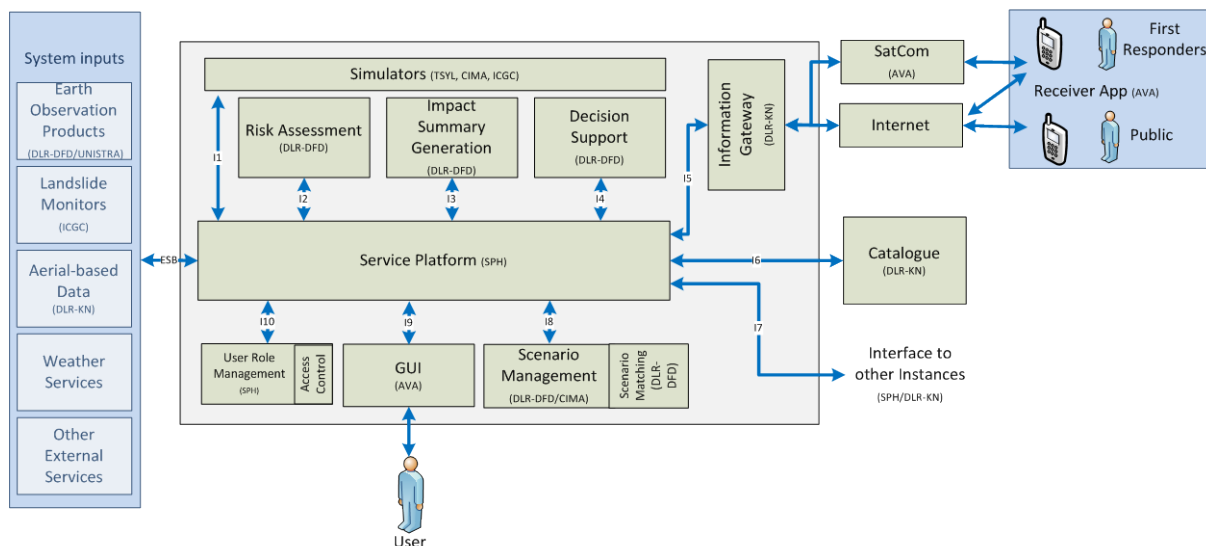 System inputs
Earth
Observation
Products
(DLR-DFD/UNISTRA)
Landslide
Monitors
(ICGC)
Aerial-based
Data
(DLR-KN)
Weather
Services
Other
External
Services
ESB
Simulators (TSYL, CIMA, ICGC)
I1
Risk Assessment
(DLR-DFD)
Impact
Summary
Generation
(DLR-DFD)
Decision
Support
(DLR-DFD)
I2
I3
I4
I5
Service Platform (SPH)
Information
Gateway
(DLR-KN)
SatCom
(AVA)
Internet
First
Responders
Receiver App (AVA)
Public
I6
Catalogue
(DLR-KN)
I7
Interface to
other Instances
(SPH/DLR-KN)
I10
I9
I8
User Role
Management
(SPH)
Access
Control
GUI
(AVA)
Scenario
Management
(DLR-DFD/CIMA)
Scenario
Matching
(DLR-
DFD)
User